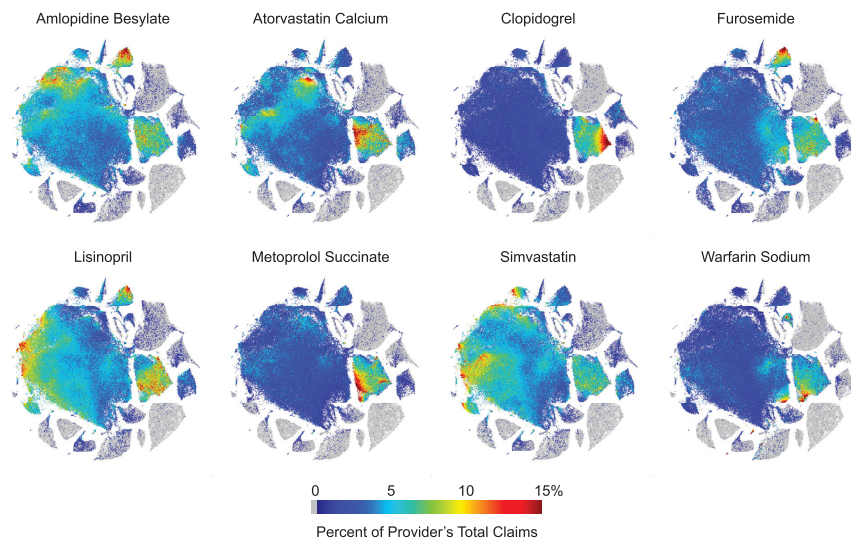 Amlopidine Besylate Atorvastatin Calcium Clopidogrel Furosemide
Lisinopril Metoprolol Succinate Simvastatin Warfarin Sodium
0 5 10 15%
Percent of Provider's Total Claims